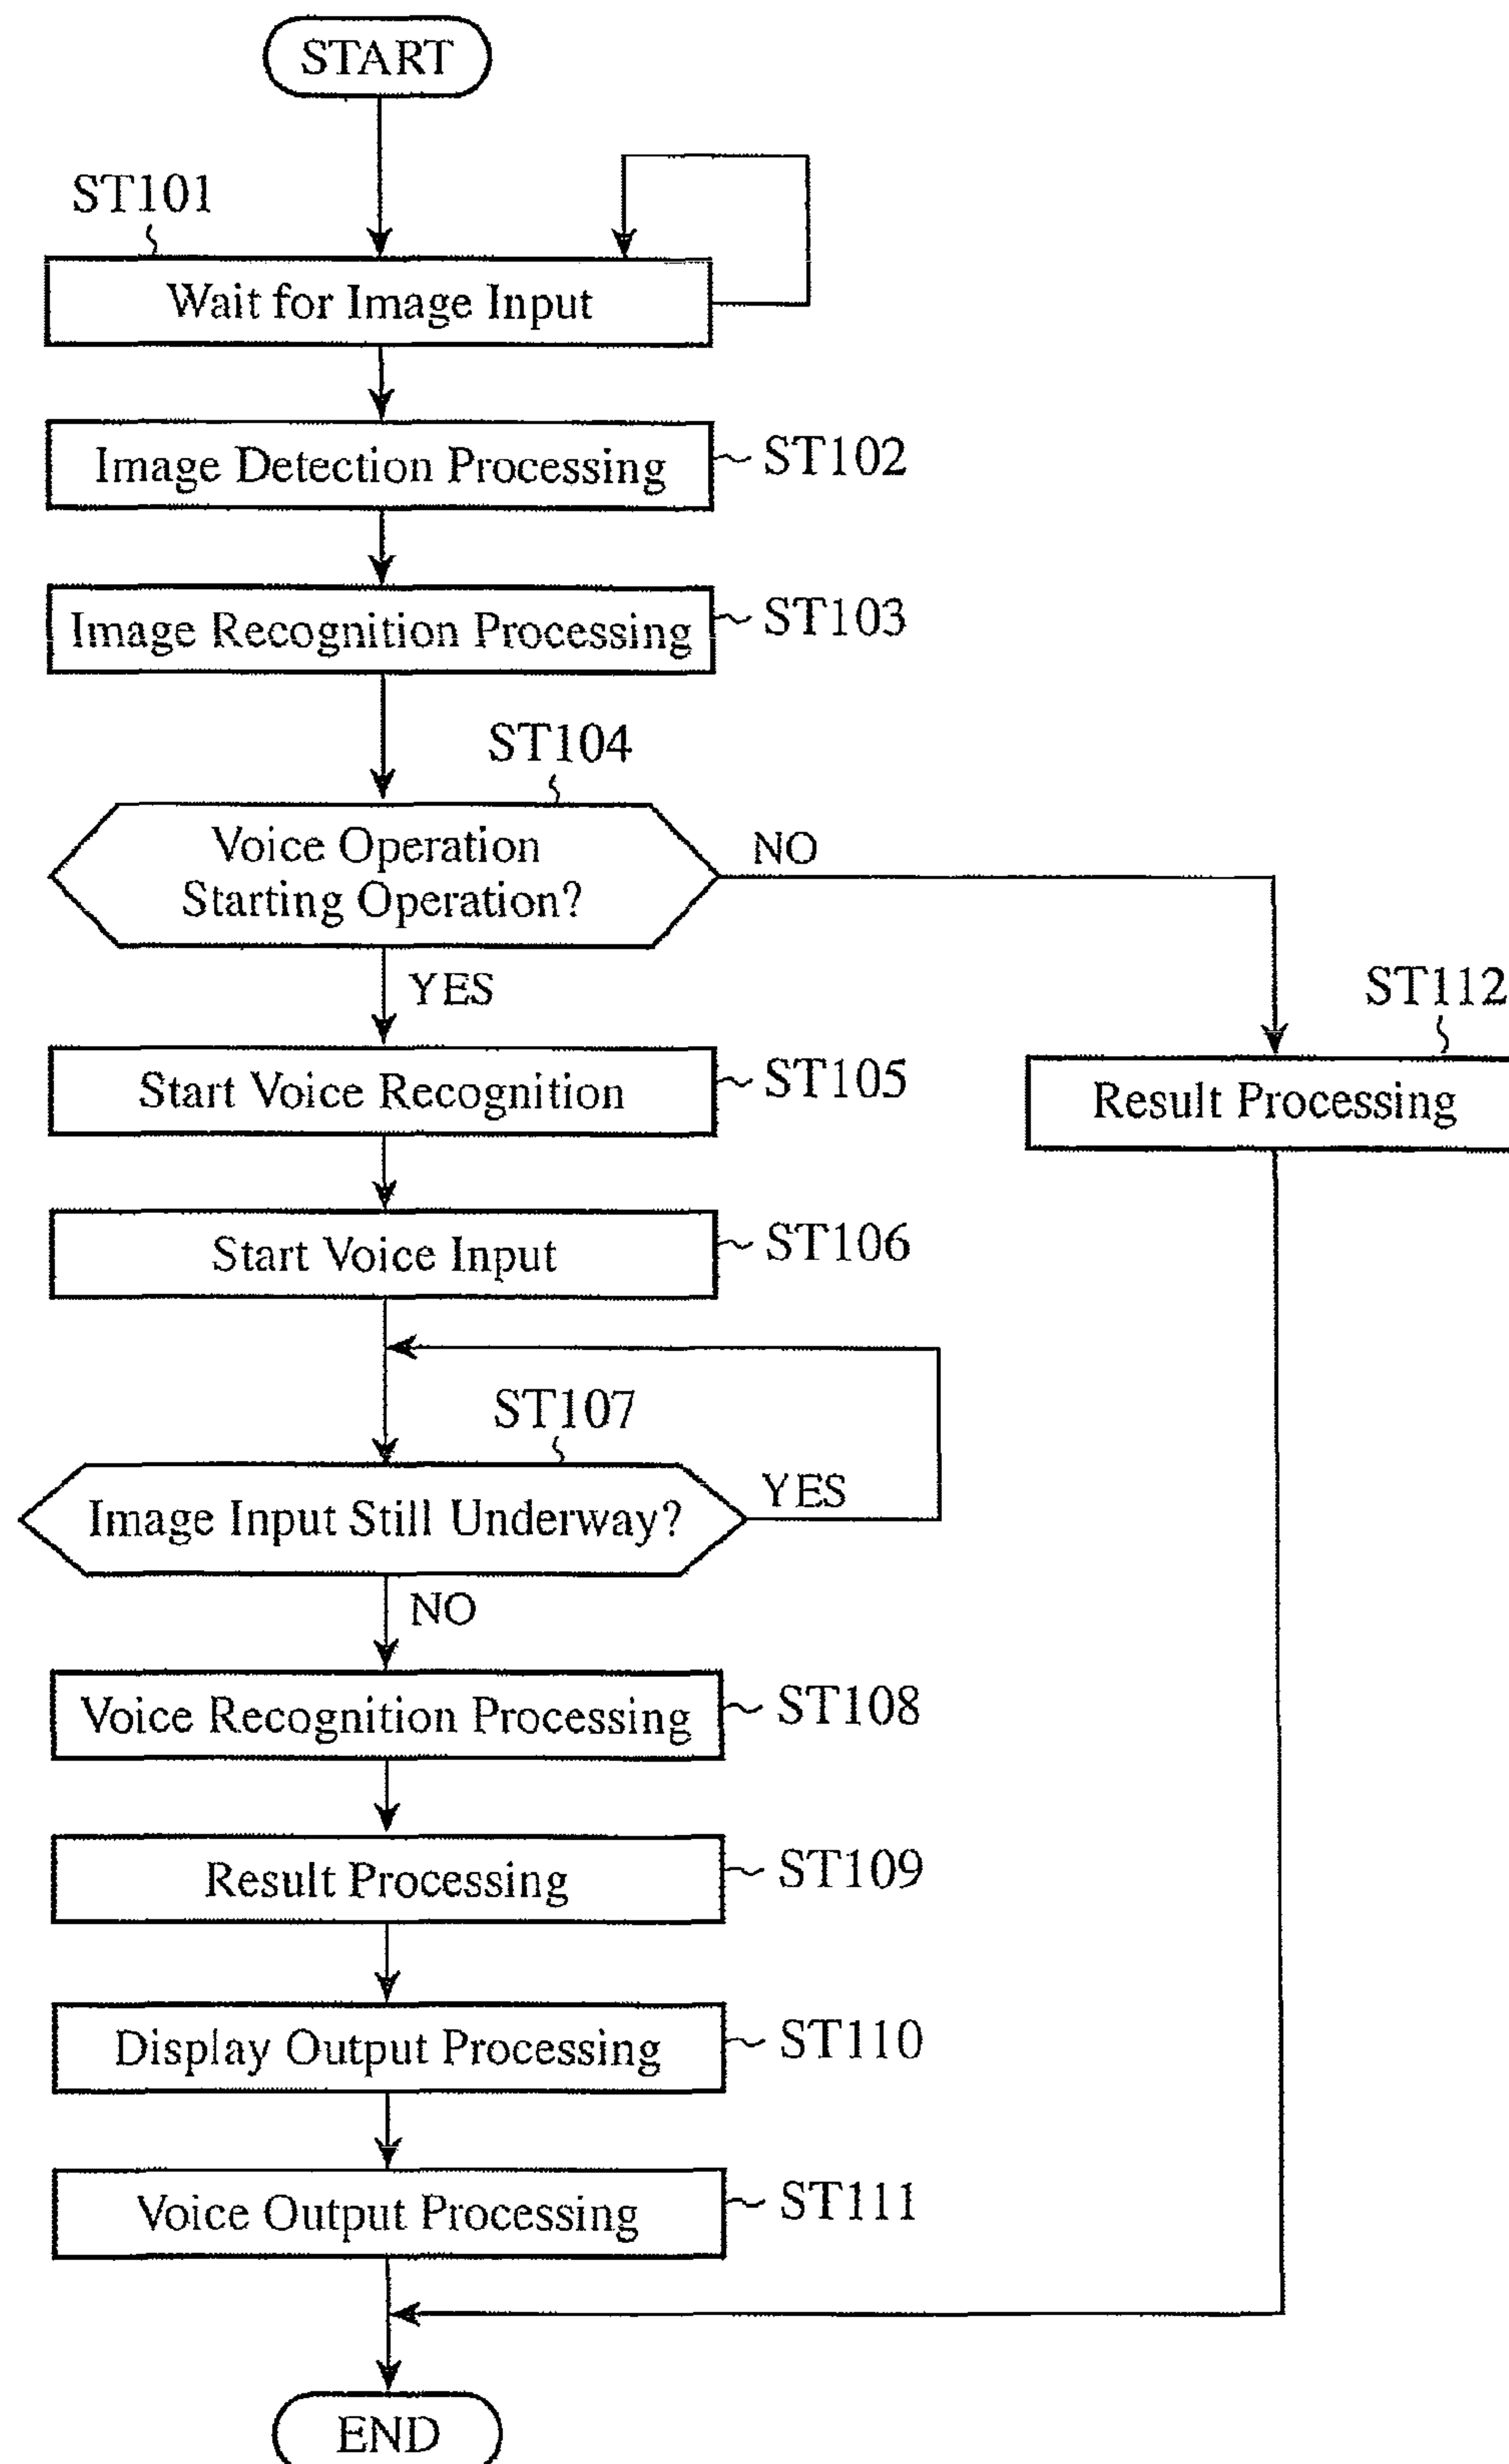 START
ST101
Wait for Image Input
Image Detection Processing
ST102
Image Recognition Processing
ST103
ST104
Voice Operation
Starting Operation?
NO
YES
ST112
Start Voice Recognition
ST105
Result Processing
Start Voice Input
ST106
ST107
Image Input Still Underway?
YES
NO
Voice Recognition Processing
ST108
Result Processing
ST109
Display Output Processing
ST110
Voice Output Processing
ST111
END